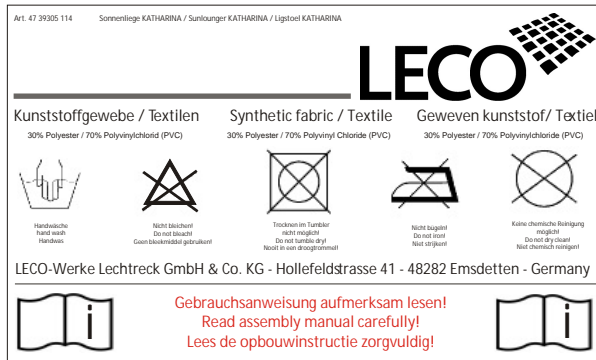 Art. 47 39305 114 Sonnenliege KATHARINA / Sunlounger KATHARINA / Ligstoel KATHARINA
LECO
Kunststoffgewebe / Textilen Synthetic fabric / Textile Geweven kunststof/ Textiel
30% Polyester / 70% Polyvinylchlorid (PVC) 30% Polyester / 70% Polyvinyl Chloride (PVC) 30% Polyester / 70% Polyvinylchloride (PVC)
Handwäsche
hand wash
Handwas
Nicht bleichen!
Do not bleach!
Geen bleekmiddel gebruiken!
Trocknen im Tumbler
nicht möglich!
Do not tumble dry!
Nooit in een droogtrommel!
Nicht bügeln!
Do not iron!
Niet strijken!
Keine chemische Reinigung
möglich!
Do not dry clean!
Niet chemisch reinigen!
LECO-Werke Lechtreck GmbH & Co. KG - Hollefeldstrasse 41 - 48282 Emsdetten - Germany
i
Gebrauchsanweisung aufmerksam lesen!
Read assembly manual carefully!
Lees de opbouwinstructie zorgvuldig!
i